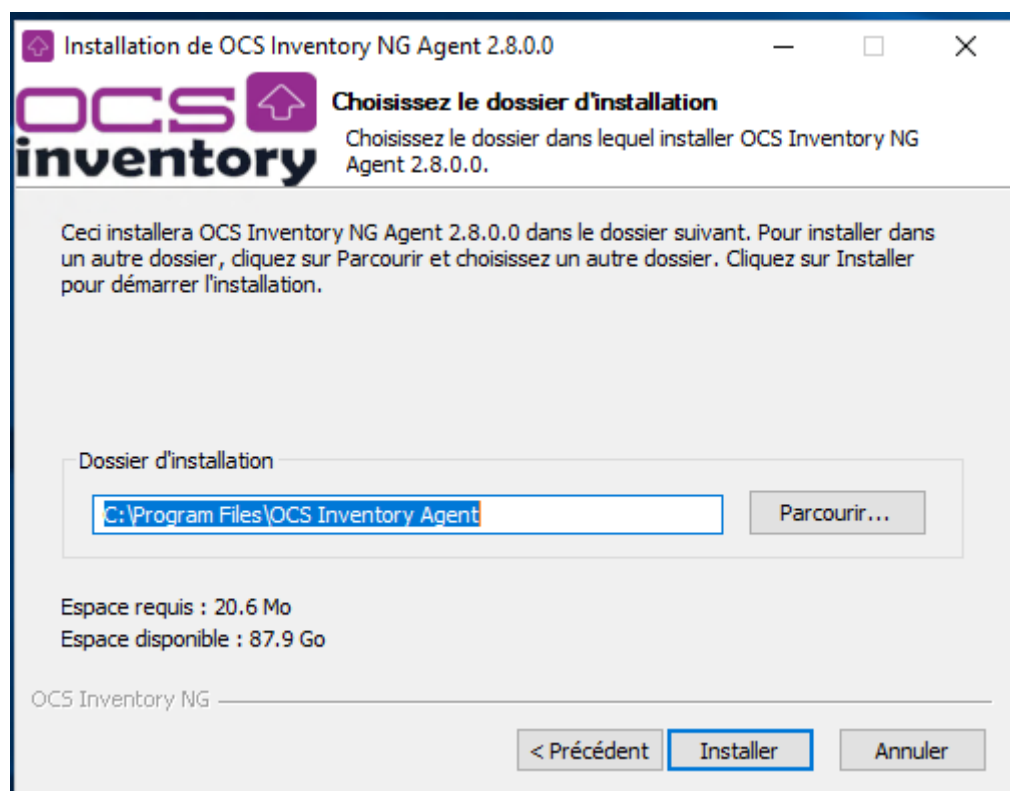 Installation de OCS Inventory NG Agent 2.8.0.0
OCS
inventory
Choisissez le dossier d'installation
Choisissez le dossier dans lequel installer OCS Inventory NG
Agent 2.8.0.0.
Ceci installera OCS Inventory NG Agent 2.8.0.0 dans le dossier suivant. Pour installer dans
un autre dossier, cliquez sur Parcourir et choisissez un autre dossier. Cliquez sur Installer
pour démarrer l'installation.
Dossier d'installation
C:\Program Files\OCS Inventory Agent
Parcourir...
Espace requis : 20.6 Mo
Espace disponible : 87.9 Go
OCS Inventory NG
< Précédent
Installer
Annuler